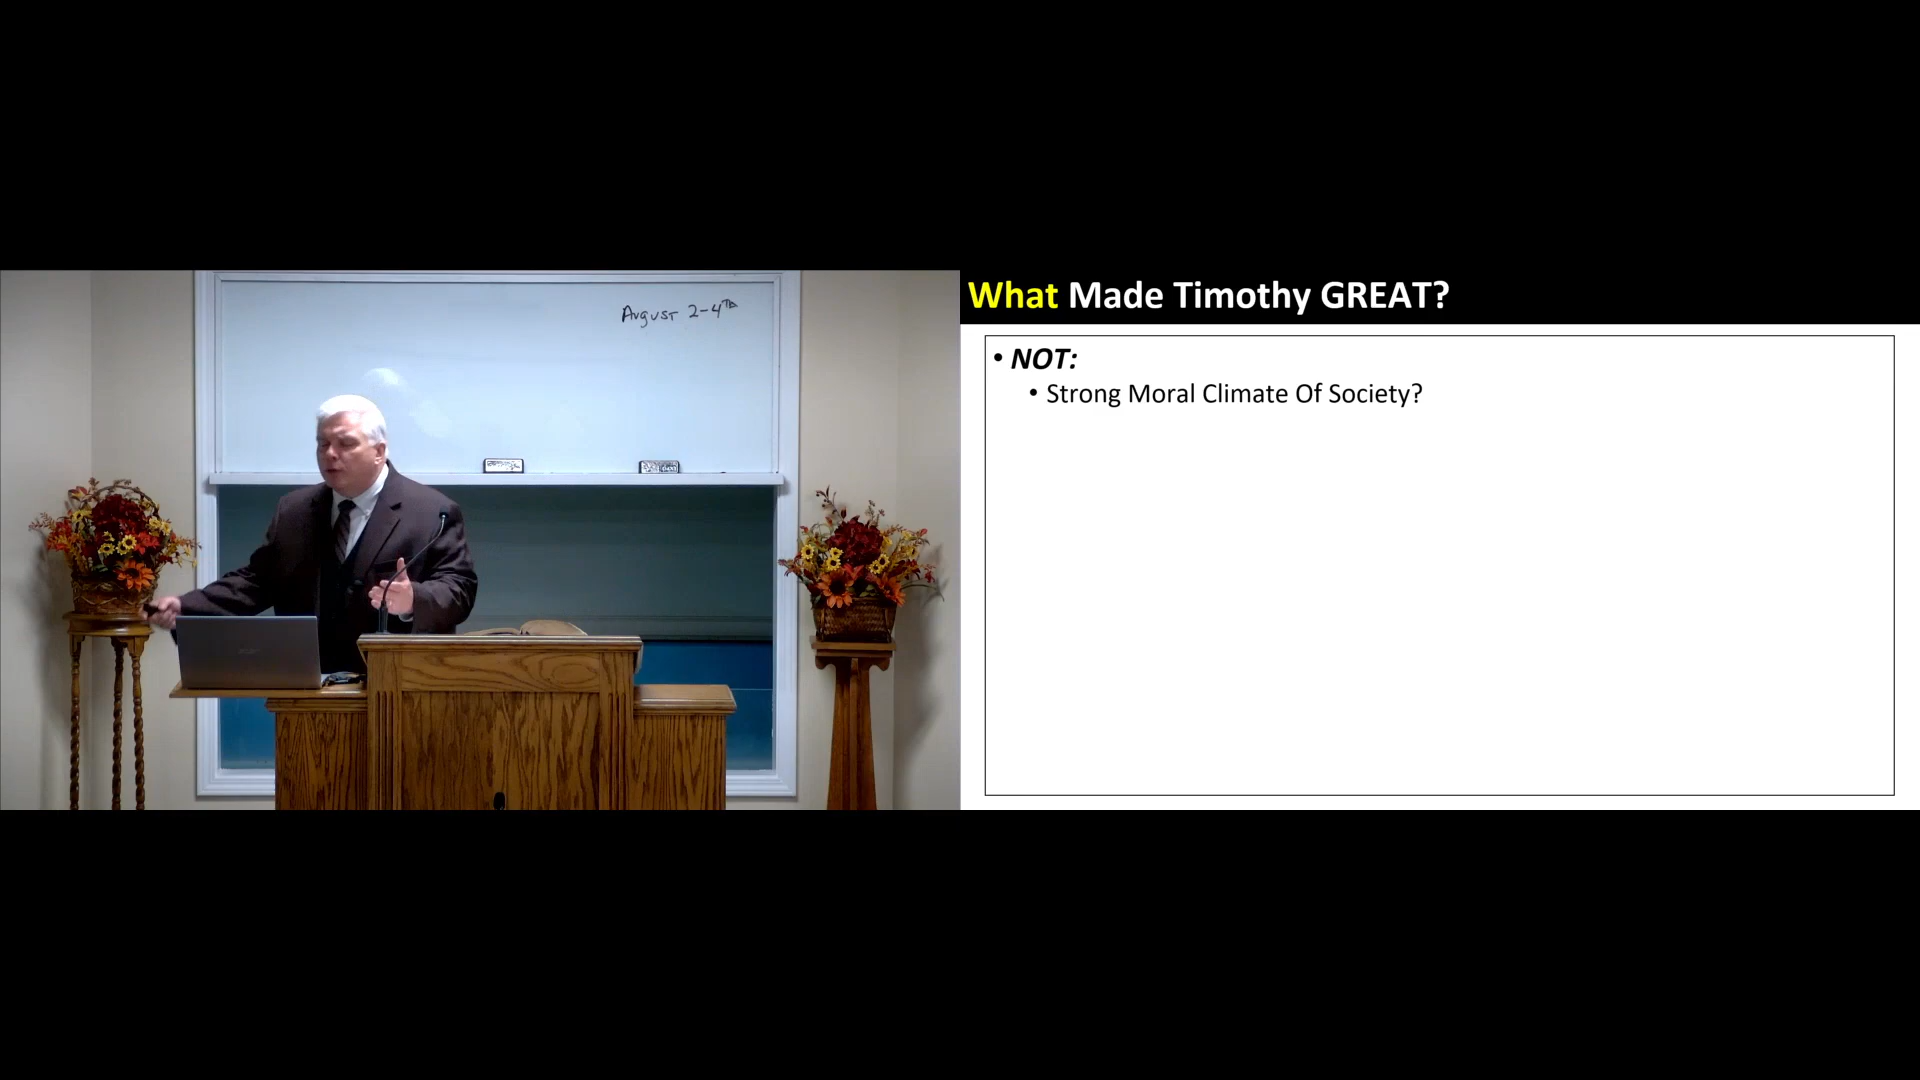 August 2-4th
What Made Timothy GREAT?
• NOT:
• Strong Moral Climate Of Society?